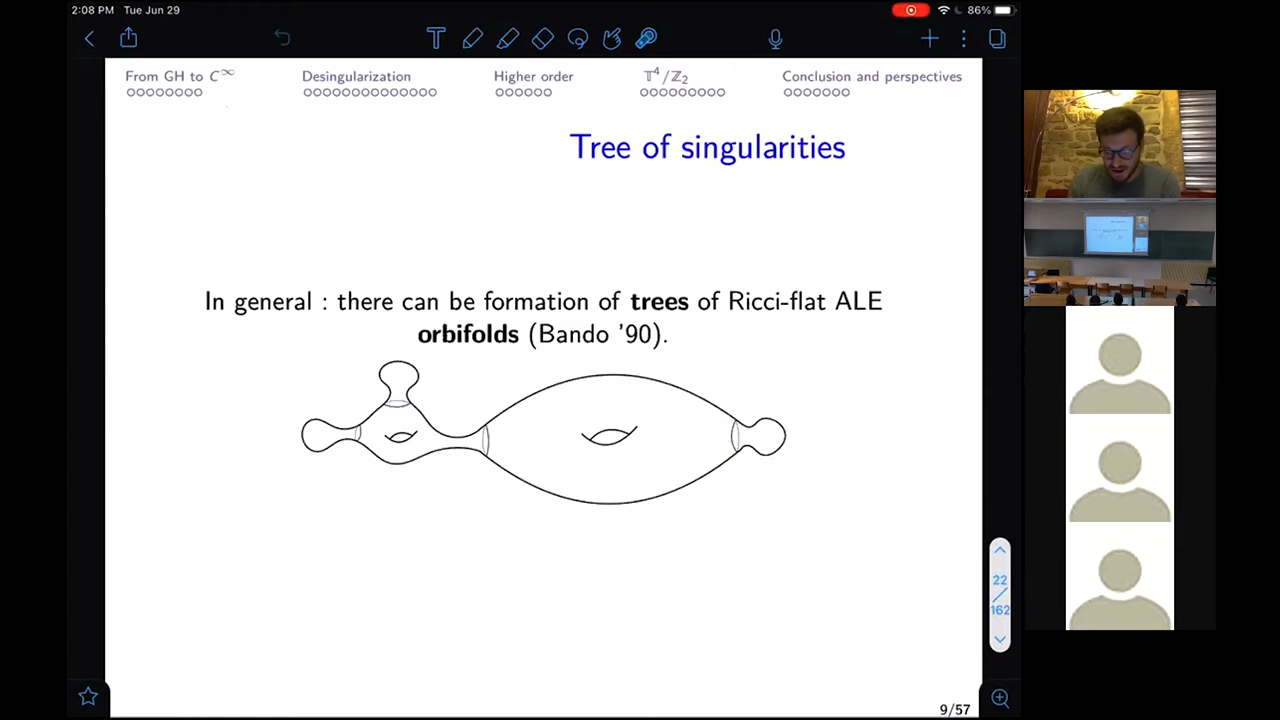 2:08 PM Tue Jun 29
86%
From GH to C^∞
Desingularization
Higher order
𝕋⁴/ℤ₂
Conclusion and perspectives
Tree of singularities
In general : there can be formation of trees of Ricci-flat ALE
orbifolds (Bando '90).
22
162
9/57